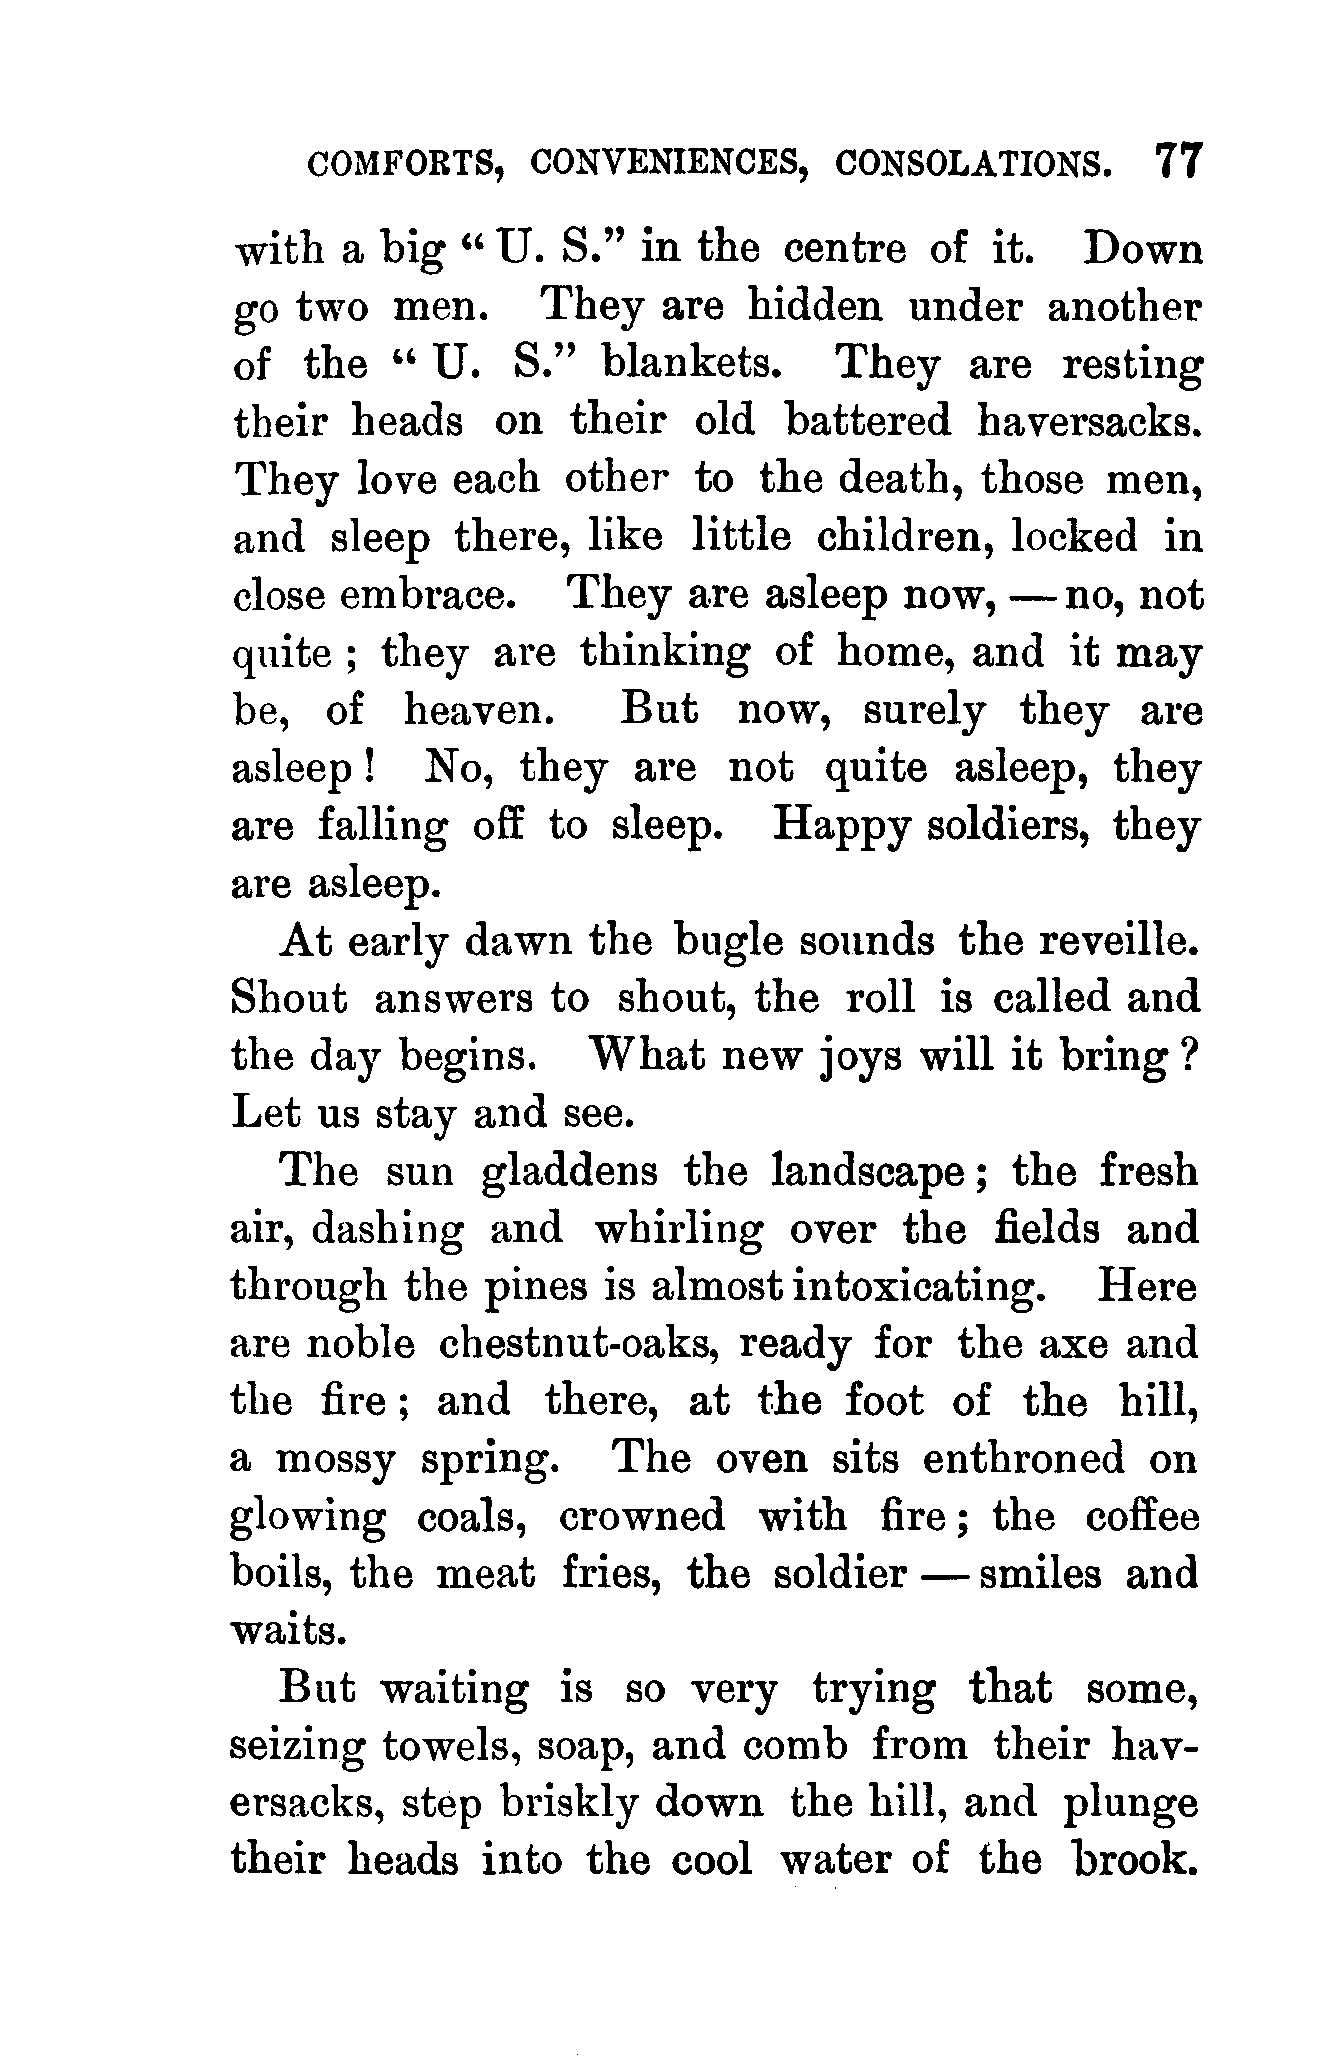 COMFORTS, CONVENIENCES, CONSOLATIONS. 77
with a big “ U. S.” in the centre of it. Down
go two men. They are hidden under another
of the “ U. S.” blankets. They are resting
their heads on their old battered haversacks.
They love each other to the death, those men,
and sleep there, like little children, locked in
close embrace. They are asleep now, — no, not
quite ; they are thinking of home, and it may
be, of heaven. But now, surely they are
asleep ! No, they are not quite asleep, they
are falling off to sleep. Happy soldiers, they
are asleep.
At early dawn the bugle sounds the reveille.
Shout answers to shout, the roll is called and
the day begins. What new joys will it bring ?
Let us stay and see.
The sun gladdens the landscape ; the fresh
air, dashing and whirling over the fields and
through the pines is almost intoxicating. Here
are noble chestnut-oaks, ready for the axe and
the fire ; and there, at the foot of the hill,
a mossy spring. The oven sits enthroned on
glowing coals, crowned with fire ; the coffee
boils, the meat fries, the soldier — smiles and
waits.
But waiting is so very trying that some,
seizing towels, soap, and comb from their hav-
ersacks, step briskly down the hill, and plunge
their heads into the cool water of the brook.